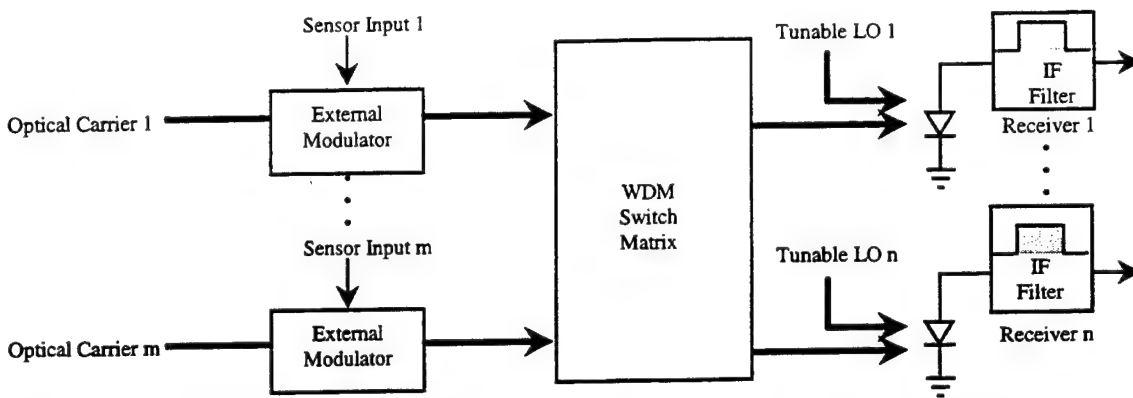 Sensor Input 1
Optical Carrier 1
External
Modulator
Sensor Input m
Optical Carrier m
External
Modulator
WDM
Switch
Matrix
Tunable LO 1
IF
Filter
Receiver 1
Tunable LO n
IF
Filter
Receiver n